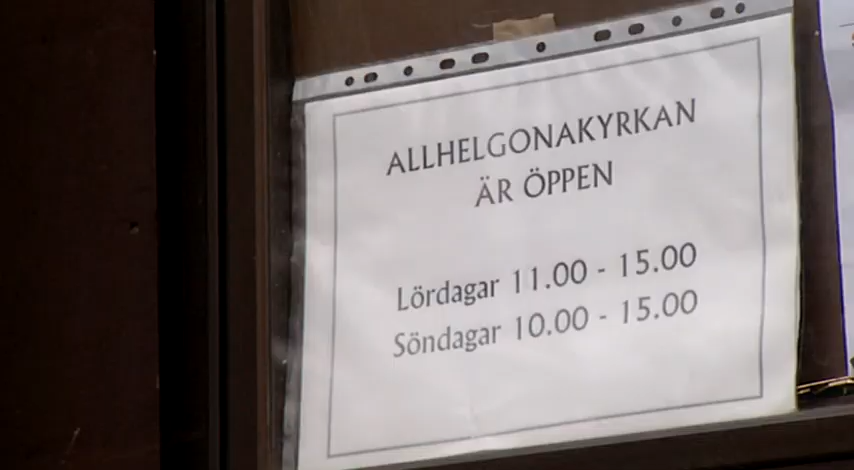 ALLHELGONAKYRKAN
ÄR ÖPPEN
Lördagar 11.00 - 15.00
Söndagar 10.00 - 15.00